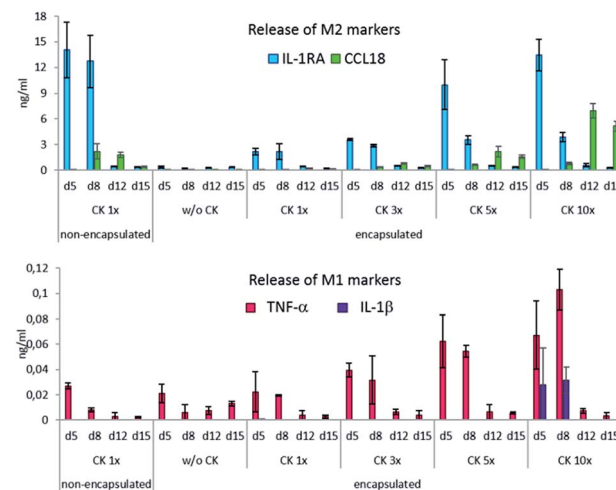 Release of M2 markers
IL-1RA CCL18
18
15
12
9
6
3
0
ng/ml
d5 d8 d12 d15 d5 d8 d12 d15 d5 d8 d12 d15 d5 d8 d12 d15 d5 d8 d12 d15 d5 d8 d12 d1
CK 1x w/o CK CK 1x CK 3x CK 5x CK 10x
non-encapsulated encapsulated
Release of M1 markers
TNF-α IL-1β
0,12
0,1
0,08
0,06
0,04
0,02
0
ng/ml
d5 d8 d12 d15 d5 d8 d12 d15 d5 d8 d12 d15 d5 d8 d12 d15 d5 d8 d12 d15 d5 d8 d12 d15
CK 1x w/o CK CK 1x CK 3x CK 5x CK 10x
non-encapsulated encapsulated